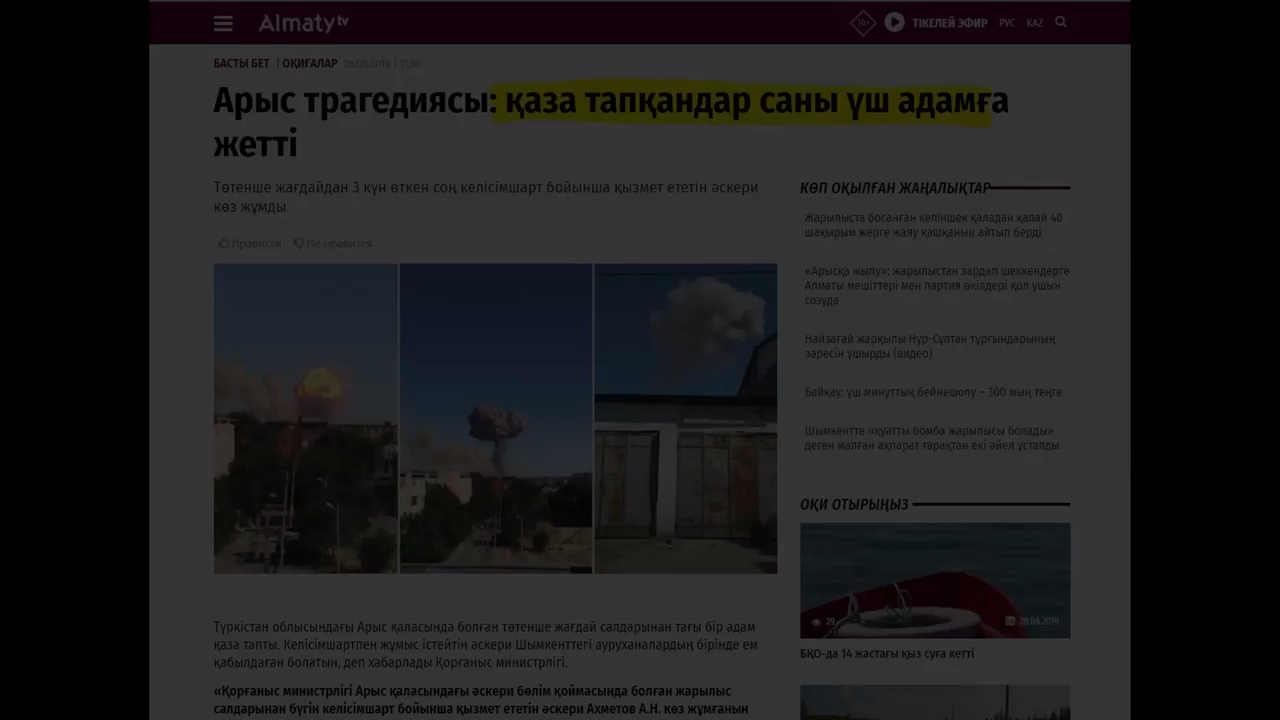 Almaty tv
16+
ТІКЕЛЕЙ ЭФИР
РУС
KAZ
БАСТЫ БЕТ | ОҚИҒАЛАР
Арыс трагедиясы: қаза тапқандар саны үш адамға
жетті
Төтенше жағдайдан 3 күн өткен соң келісімшарт бойынша қызмет ететін әскери
көз жұмды
Нравится
Не нравится
Түркістан облысындағы Арыс қаласында болған төтенше жағдай салдарынан тағы бір адам
қаза тапты. Келісімшартпен жұмыс істейтін әскери Шымкенттегі ауруханалардың бірінде ем
қабылдаған болатын, деп хабарлады Қорғаныс министрлігі.
«Қорғаныс министрлігі Арыс қаласындағы әскери бөлім қоймасында болған жарылыс
салдарынан бүгін келісімшарт бойынша қызмет ететін әскери Ахметов А.Н. көз жұмғанын
КӨП ОҚЫЛҒАН ЖАҢАЛЫҚТАР
Жарылыста босанған келіншек қаладан қалай 40
шақырым жерге жаяу қашқанын айтып берді
«Арысқа жылу»: жарылыстан зардап шеккендерге
Алматы мешіттері мен партия өкілдері қол ұшын
созуда
Найзағай жарқылы Нұр-Сұлтан тұрғындарының
зәресін ұшырды (видео)
Байқау: үш минуттық бейнешолу – 300 мың теңге
Шымкентте «қуатты бомба жарылысы болады»
деген жалған ақпарат таратқан екі әйел ұсталды
ОҚИ ОТЫРЫҢЫЗ
29
28.06.2019
БҚО-да 14 жастағы қыз суға кетті